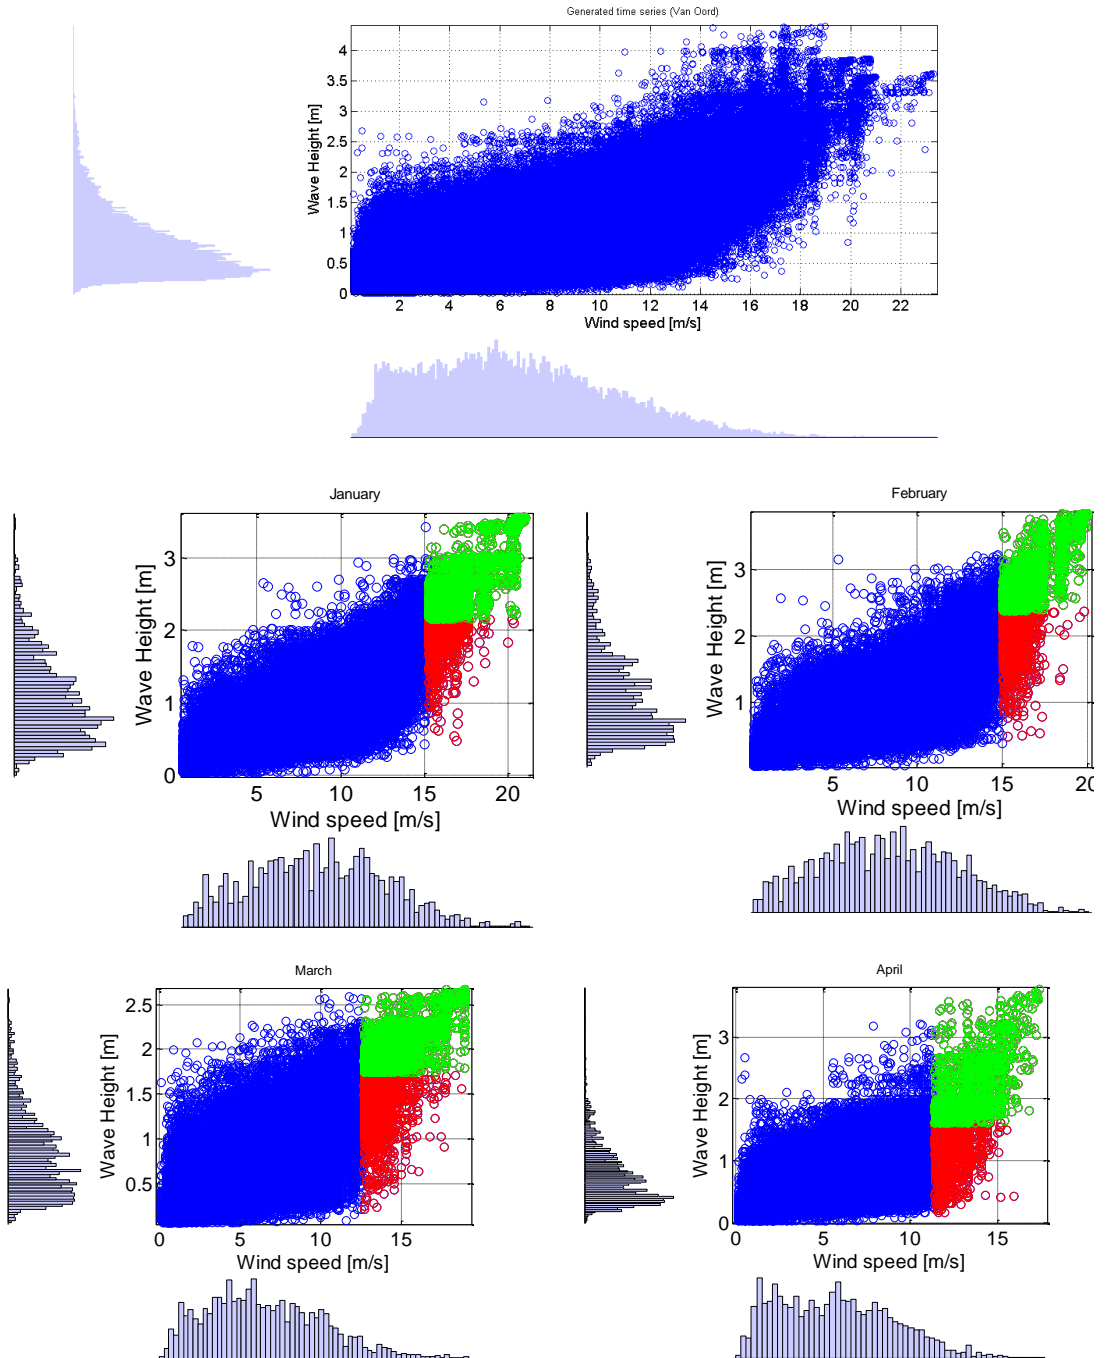 Generated time series (Van Oord)
Wave Height [m]
4
3.5
3
2.5
2
1.5
1
0.5
0
2 4 6 8 10 12 14 16 18 20 22
Wind speed [m/s]
January
Wave Height [m]
3
2
1
0
5 10 15 20
Wind speed [m/s]
February
Wave Height [m]
3
2
1
5 10 15 20
Wind speed [m/s]
March
Wave Height [m]
2.5
2
1.5
1
0.5
0 5 10 15
Wind speed [m/s]
April
Wave Height [m]
3
2
1
0
0 5 10 15
Wind speed [m/s]